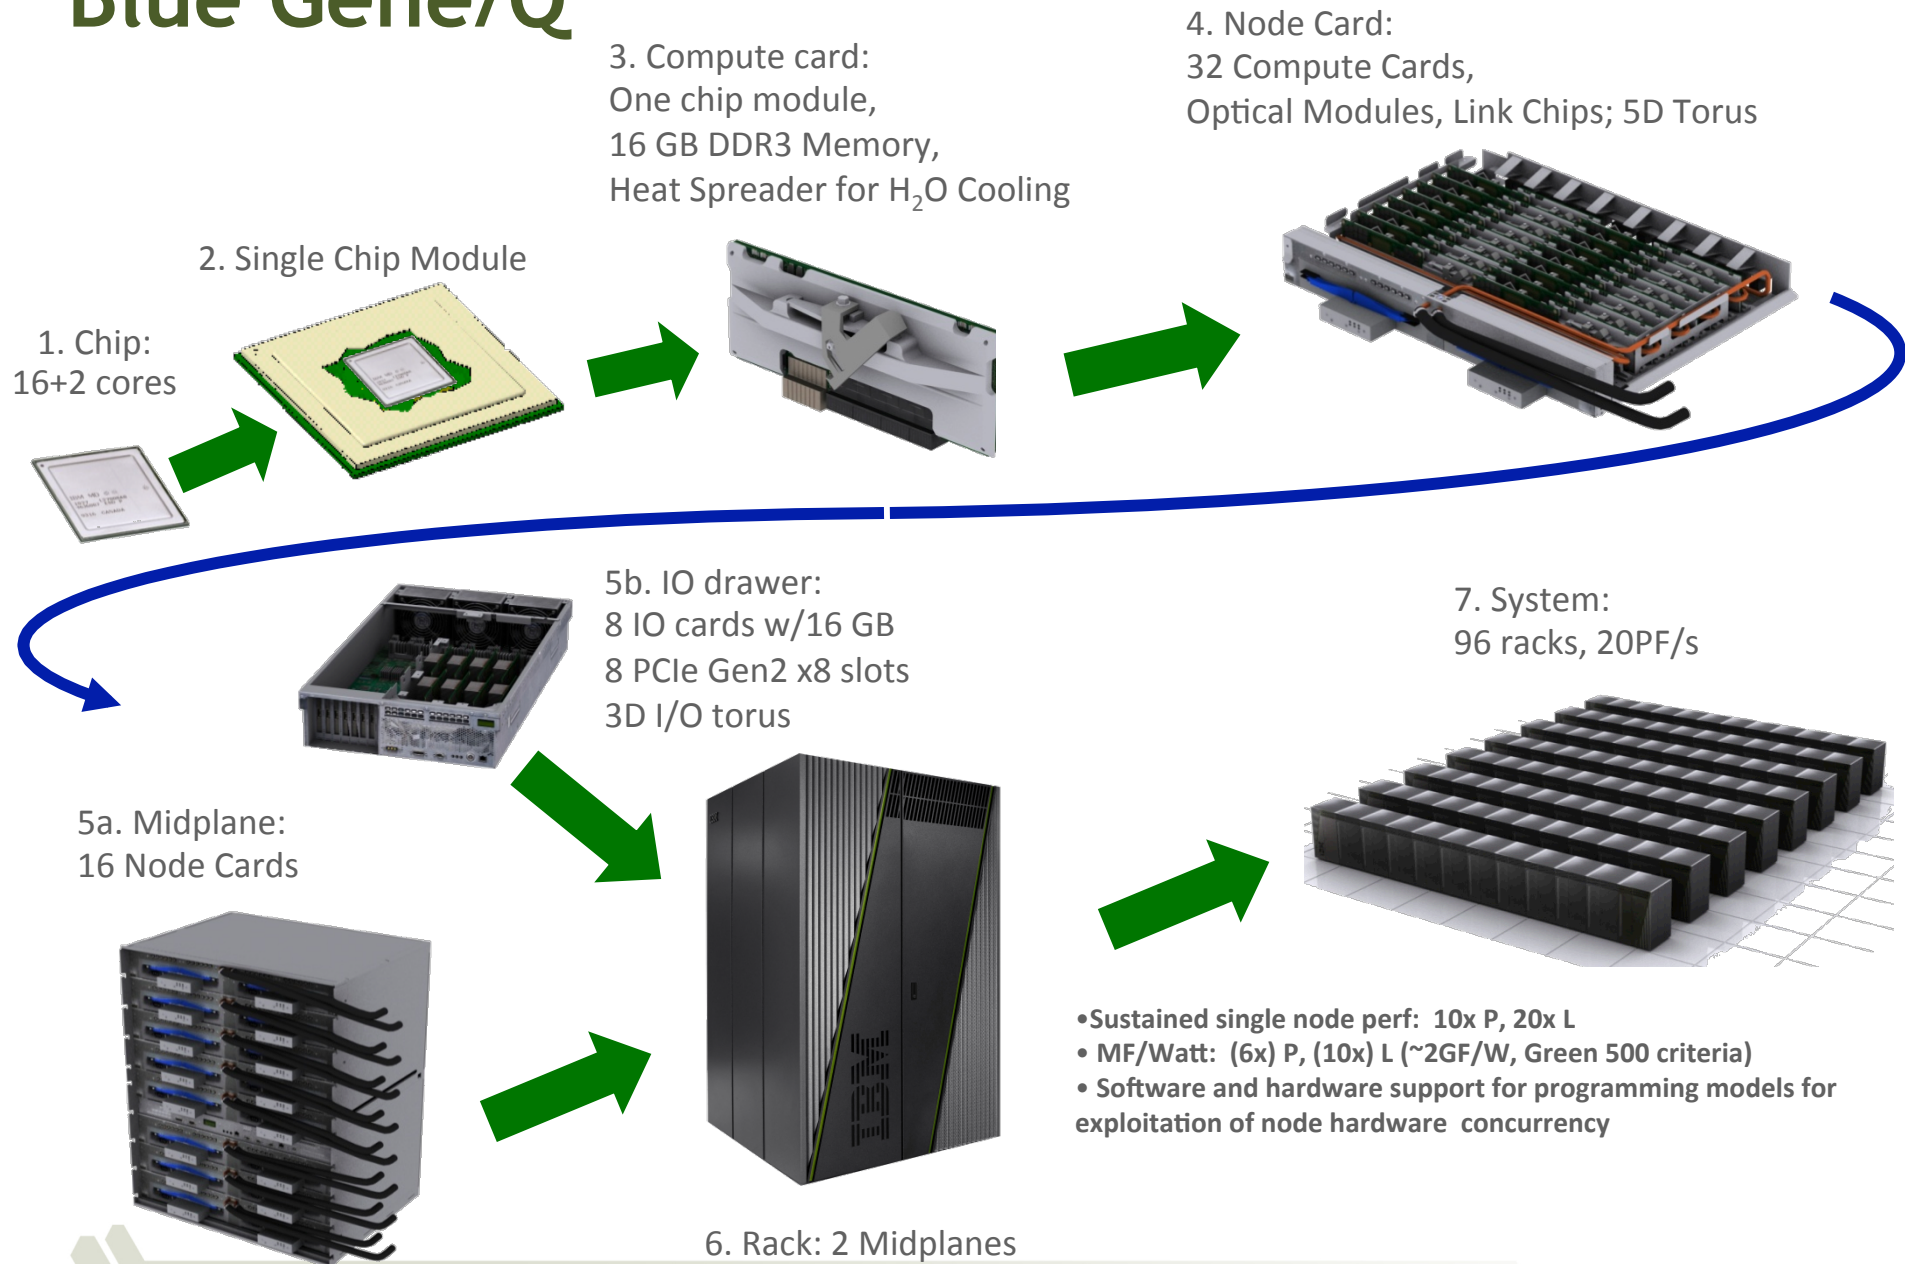 Blue Gene/Q
3. Compute card:
One chip module,
16 GB DDR3 Memory,
Heat Spreader for H₂O Cooling
4. Node Card:
32 Compute Cards,
Optical Modules, Link Chips; 5D Torus
2. Single Chip Module
1. Chip:
16+2 cores
5b. IO drawer:
8 IO cards w/16 GB
8 PCIe Gen2 x8 slots
3D I/O torus
7. System:
96 racks, 20PF/s
5a. Midplane:
16 Node Cards
IBM
•Sustained single node perf:  10x P, 20x L
• MF/Watt:  (6x) P, (10x) L (~2GF/W, Green 500 criteria)
• Software and hardware support for programming models for
exploitation of node hardware  concurrency
6. Rack: 2 Midplanes